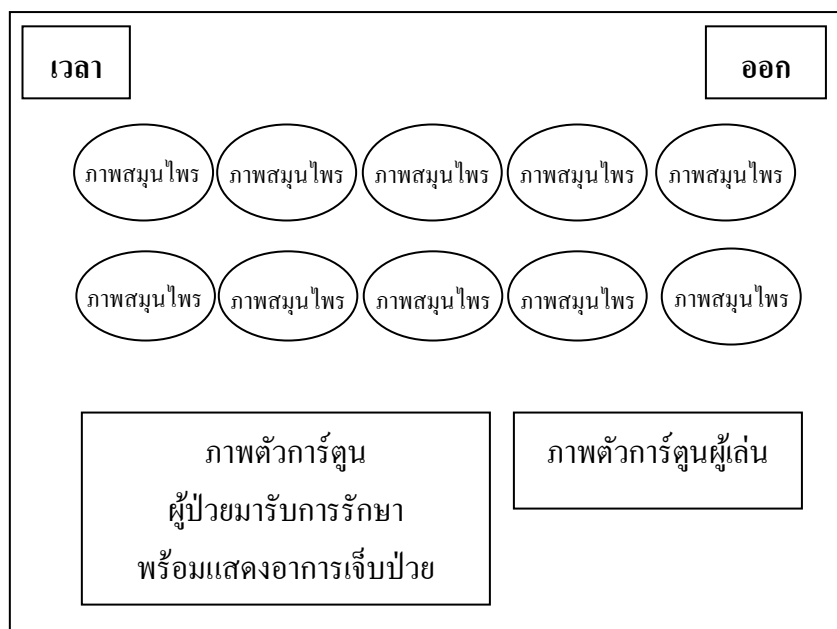 เวลา
ออก
ภาพสมุนไพร
ภาพสมุนไพร
ภาพสมุนไพร
ภาพสมุนไพร
ภาพสมุนไพร
ภาพสมุนไพร
ภาพสมุนไพร
ภาพสมุนไพร
ภาพสมุนไพร
ภาพสมุนไพร
ภาพตัวการ์ตูน
ผู้ป่วยมารับการรักษา
พร้อมแสดงอาการเจ็บป่วย
ภาพตัวการ์ตูนผู้เล่น